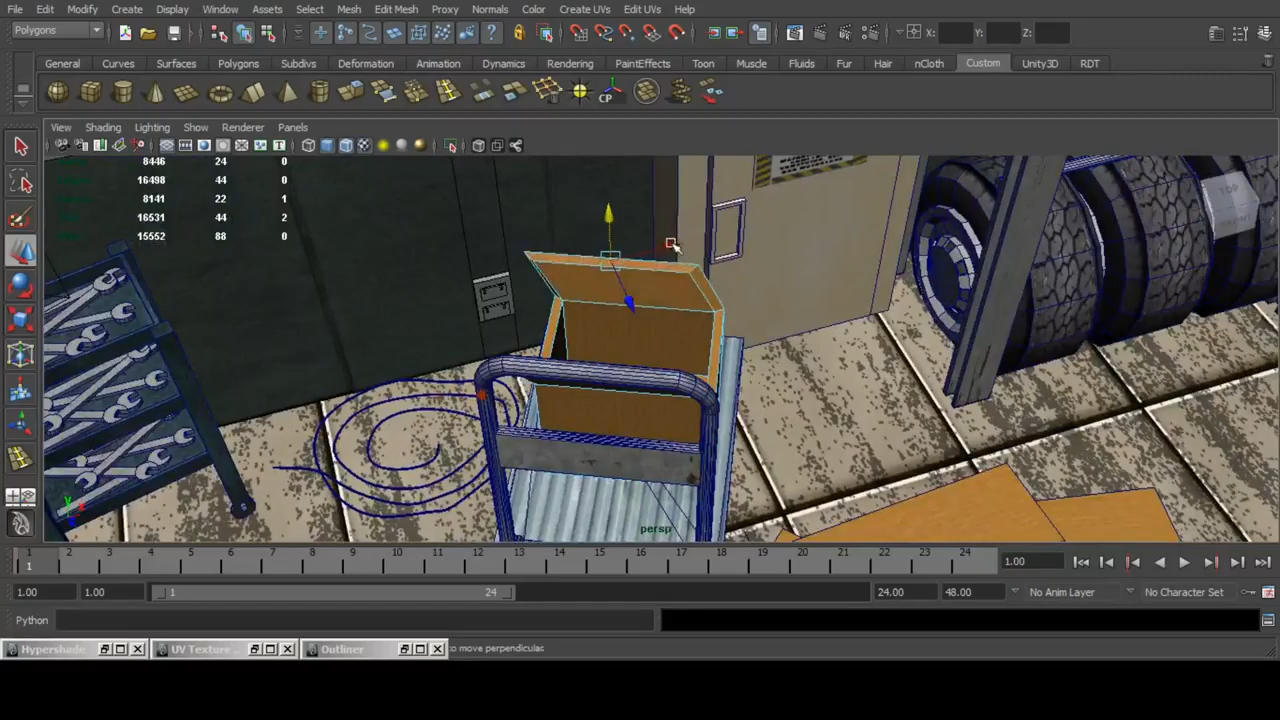 File Edit Modify Create Display Window Assets Select Mesh Edit Mesh Proxy Normals Color Create UVs Edit UVs Help
Polygons X: Y: Z:
General Curves Surfaces Polygons Subdivs Deformation Animation Dynamics Rendering PaintEffects Toon Muscle Fluids Fur Hair nCloth Custom Unity3D RDT
CP
View Shading Lighting Show Renderer Panels
8446 24 0
16498 44 0
8141 22 1
16531 44 2
15552 88 0
TOP
persp
1 2 3 4 5 6 7 8 9 10 11 12 13 14 15 16 17 18 19 20 21 22 23 24
1
1.00
1.00 1.00 1 24 24.00 48.00 No Anim Layer No Character Set
Python
Hypershade UV Texture ... Outliner to move perpendicular